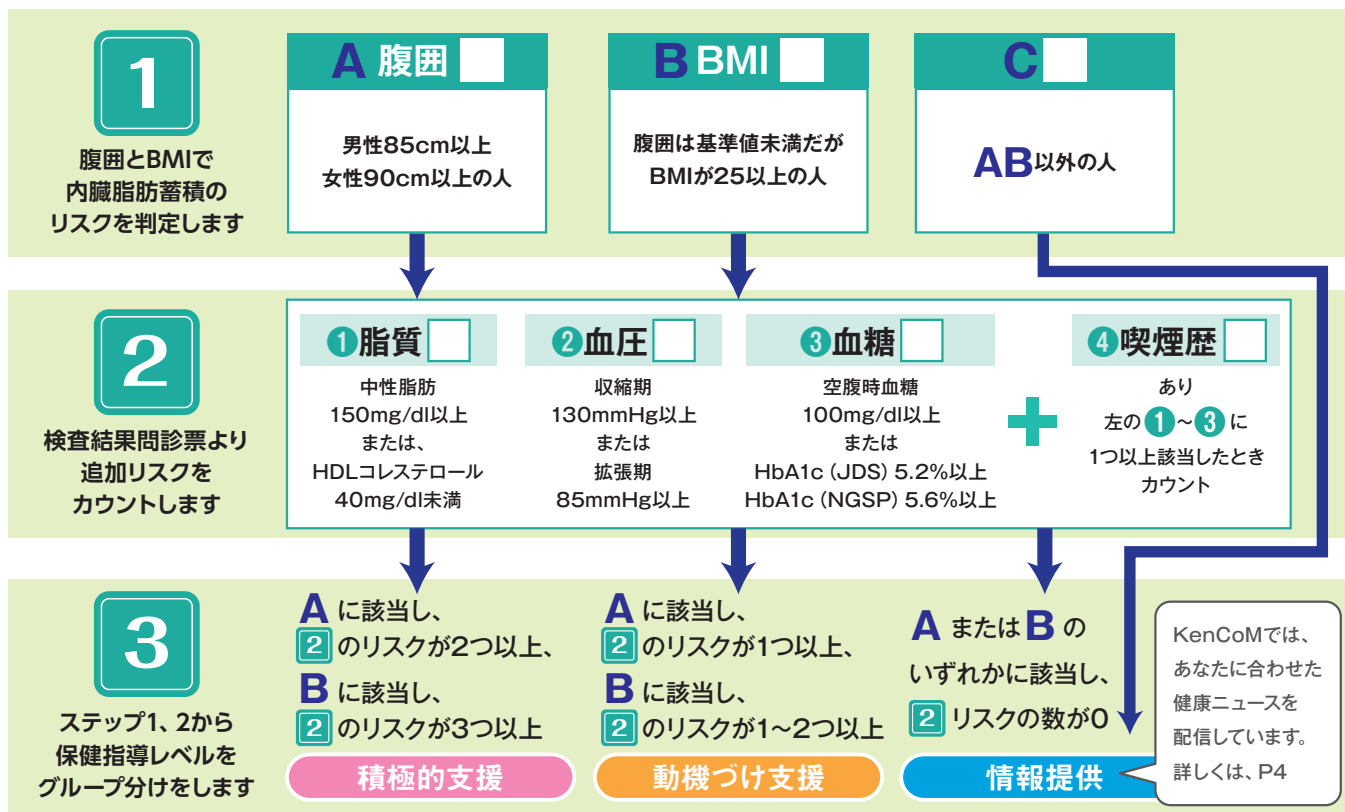 1
腹囲とBMIで
内臓脂肪蓄積の
リスクを判定します
A 腹囲
男性85cm以上
女性90cm以上の人
B BMI
腹囲は基準値未満だが
BMIが25以上の人
C
AB以外の人
2
検査結果問診票より
追加リスクを
カウントします
❶脂質
中性脂肪
150mg/dl以上
または、
HDLコレステロール
40mg/dl未満
❷血圧
収縮期
130mmHg以上
または
拡張期
85mmHg以上
❸血糖
空腹時血糖
100mg/dl以上
または
HbA1c（JDS）5.2%以上
HbA1c（NGSP）5.6%以上
+
❹喫煙歴
あり
左の❶～❸に
1つ以上該当したとき
カウント
3
ステップ1、2から
保健指導レベルを
グループ分けをします
Aに該当し、
2のリスクが2つ以上、
Bに該当し、
2のリスクが3つ以上
積極的支援
Aに該当し、
2のリスクが1つ以上、
Bに該当し、
2のリスクが1～2つ以上
動機づけ支援
AまたはBの
いずれかに該当し、
2リスクの数が0
情報提供
KenCoMでは、
あなたに合わせた
健康ニュースを
配信しています。
詳しくは、P4